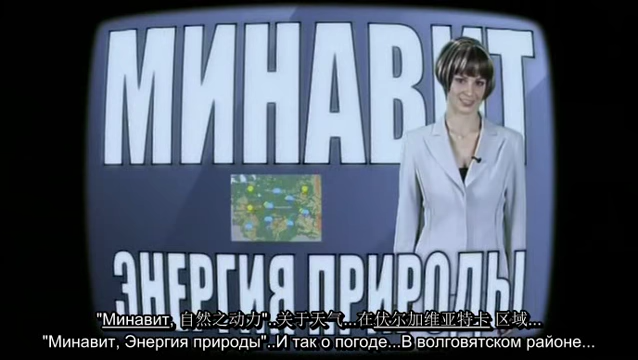 МИНАВИТ
ЭНЕРГИЯ ПРИРОДЫ
"Минавит, 自然之动力"..关于天气...在伏尔加维亚特卡 区域...
"Минавит, Энергия природы"..И так о погоде...В волговятском районе...